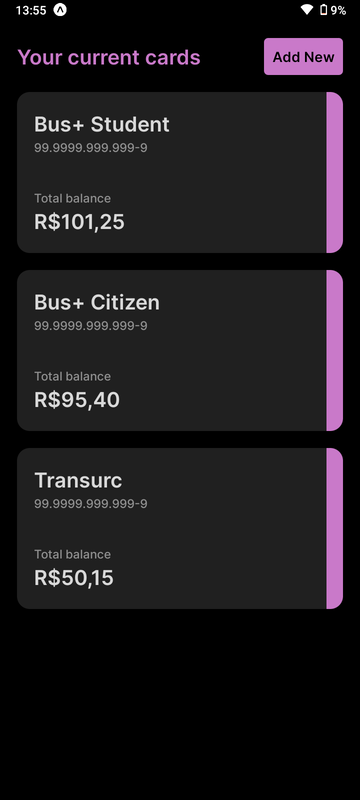 13:55
9%
Your current cards
Add New
Bus+ Student
99.9999.999.999-9
Total balance
R$101,25
Bus+ Citizen
99.9999.999.999-9
Total balance
R$95,40
Transurc
99.9999.999.999-9
Total balance
R$50,15